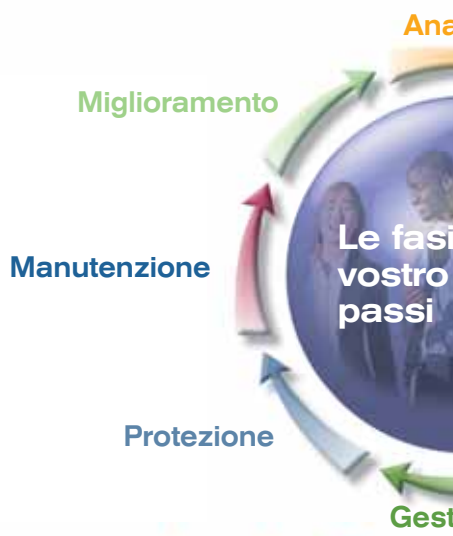 Ana
Miglioramento
Le fasi
vostro
passi
Manutenzione
Protezione
Gest